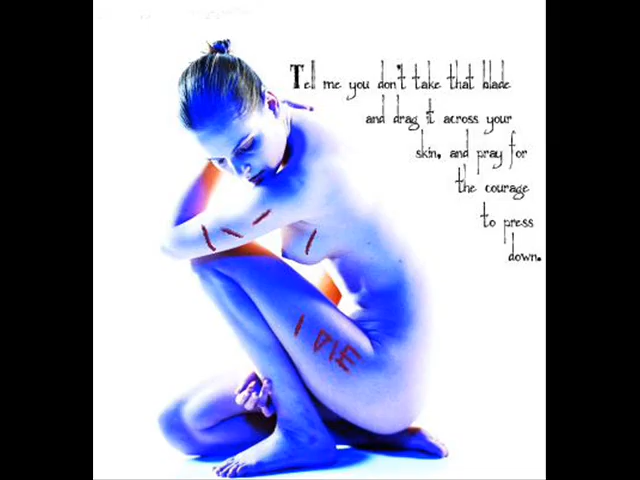 Tell me you don't take that blade
and drag it across your
skin, and pray for
the courage
to press
down.
I DIE